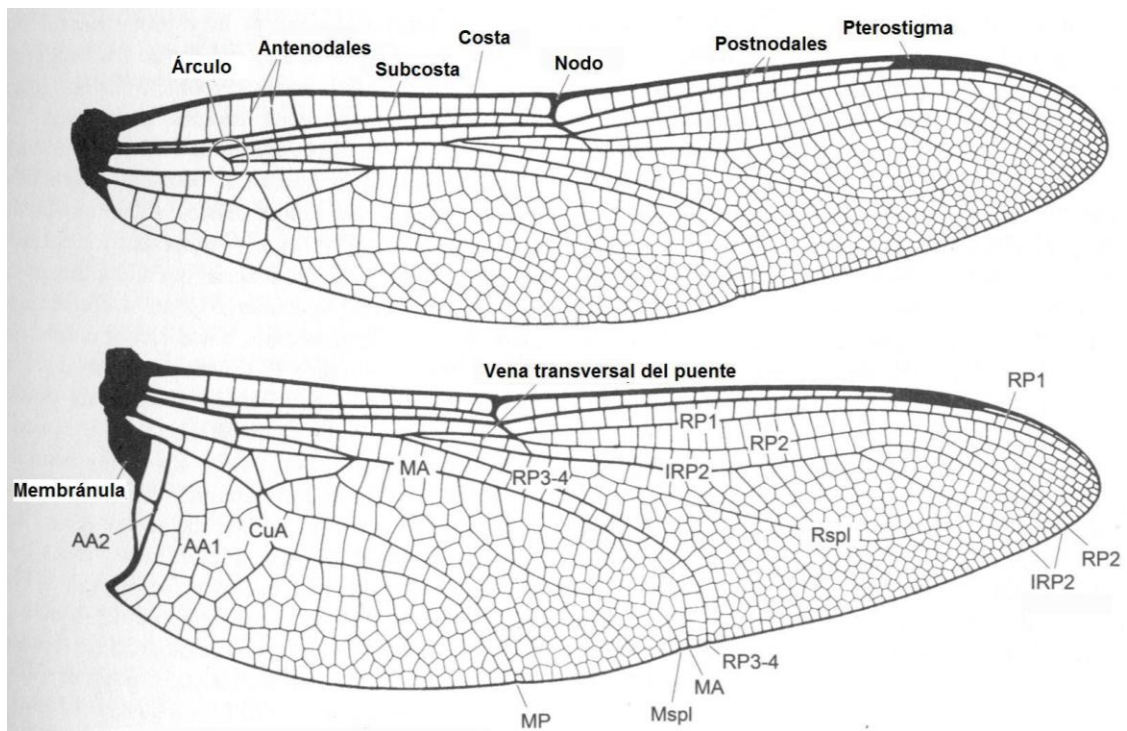 Árculo
Antenodales
Subcosta
Costa
Nodo
Postnodales
Pterostigma
Vena transversal del puente
RP1
RP1
RP2
IRP2
MA
RP3-4
Membránula
AA2
AA1
CuA
Rspl
RP2
IRP2
RP3-4
MA
Mspl
MP